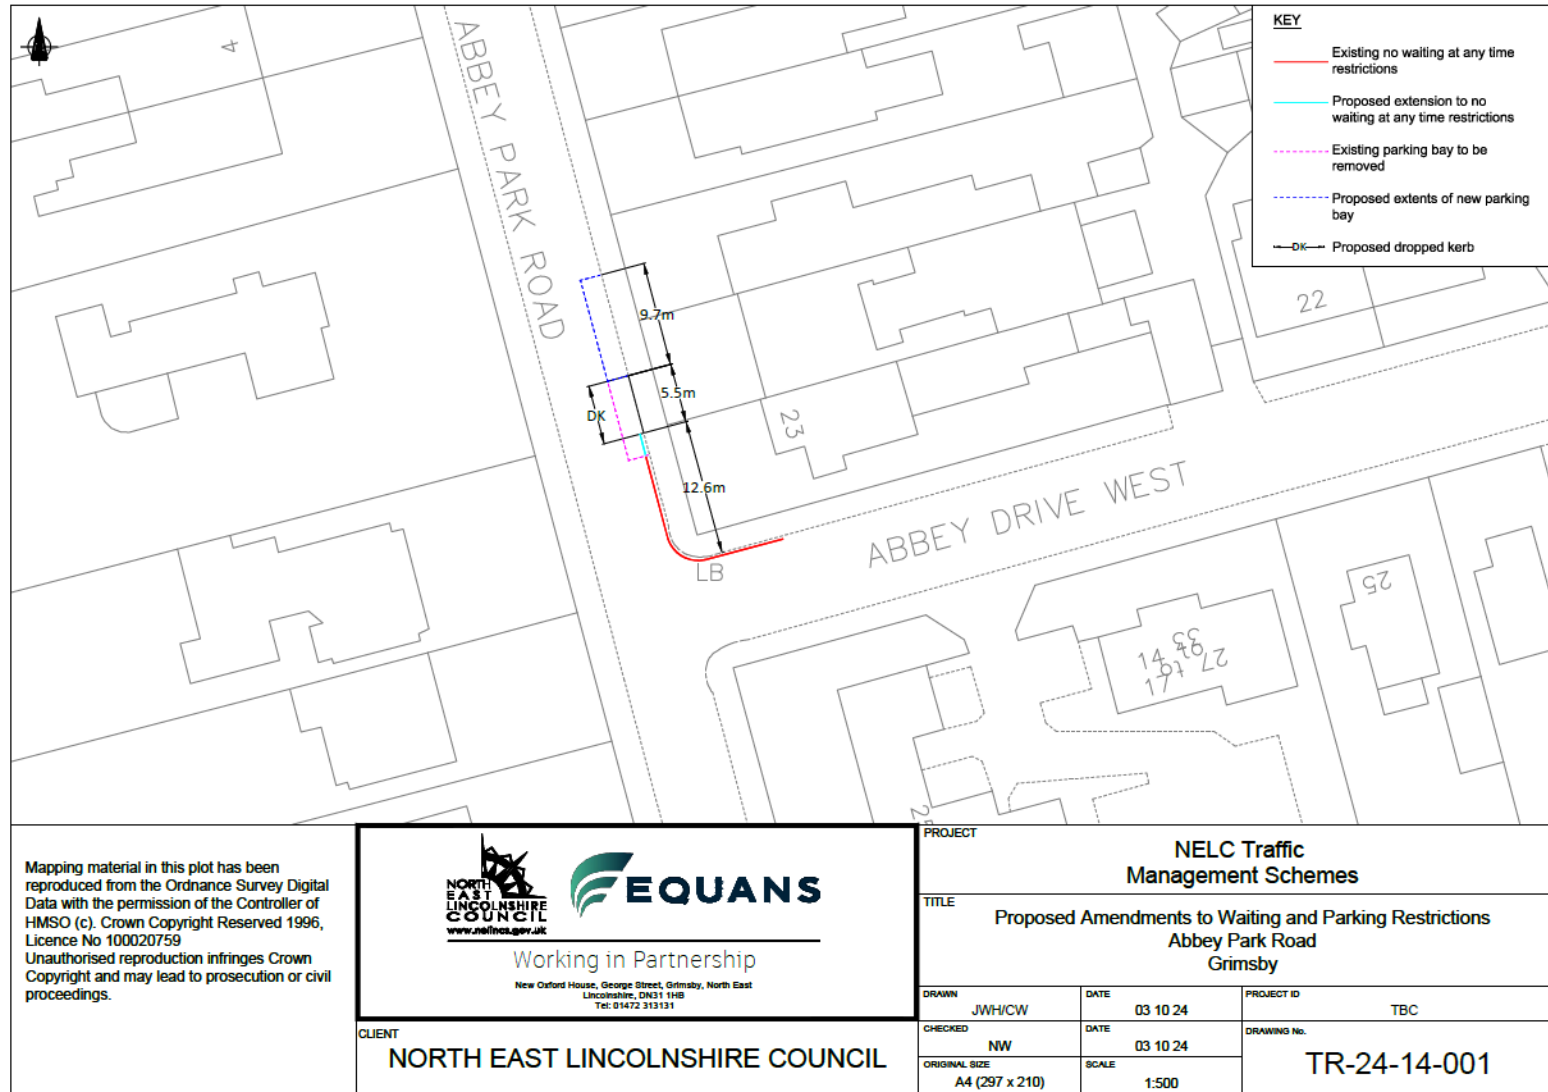 KEY
Existing no waiting at any time
restrictions
Proposed extension to no
waiting at any time restrictions
Existing parking bay to be
removed
Proposed extents of new parking
bay
DK
Proposed dropped kerb
4
ABBEY PARK ROAD
22
9.7m
5.5m
DK
23
12.6m
ABBEY DRIVE WEST
LB
25
14 to
17
27
33
Mapping material in this plot has been
reproduced from the Ordnance Survey Digital
Data with the permission of the Controller of
HMSO (c). Crown Copyright Reserved 1996,
Licence No 100020759
Unauthorised reproduction infringes Crown
Copyright and may lead to prosecution or civil
proceedings.
NORTH
EAST
LINCOLNSHIRE
COUNCIL
www.nelincs.gov.uk
EQUANS
Working in Partnership
New Oxford House, George Street, Grimsby, North East
Lincolnshire, DN31 1HB
Tel: 01472 313131
CLIENT
NORTH EAST LINCOLNSHIRE COUNCIL
PROJECT
NELC Traffic
Management Schemes
TITLE
Proposed Amendments to Waiting and Parking Restrictions
Abbey Park Road
Grimsby
DRAWN
JWH/CW
DATE
03 10 24
PROJECT ID
TBC
CHECKED
NW
DATE
03 10 24
DRAWING No.
TR-24-14-001
ORIGINAL SIZE
A4 (297 x 210)
SCALE
1:500